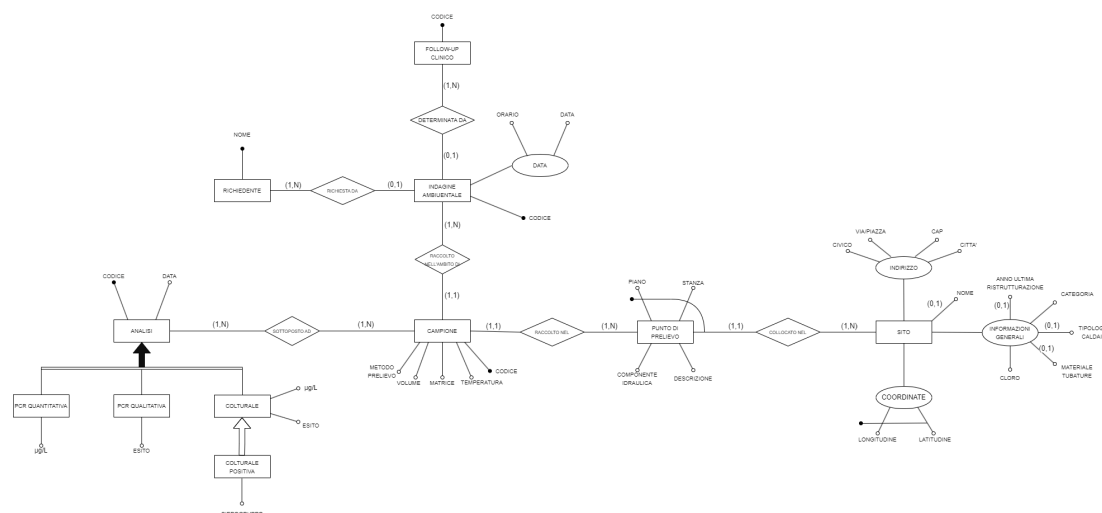 CODICE
FOLLOW-UP
CLINICO
(1,N)
DETERMINATA DA
(0,1)
ORARIO
DATA
DATA
NOME
RICHIEDENTE
(1,N)
RICHIESTA DA
(0,1)
INDAGINE
AMBIUENTALE
CODICE
(1,N)
RACCOLTO
NELL'AMBITO DI
(1,1)
VIA/PIAZZA
CAP
CIVICO
CITTA'
INDIRIZZO
CODICE
DATA
ANALISI
(1,N)
SOTTOPOSTO AD
(1,N)
CAMPIONE
(1,1)
RACCOLTO NEL
(1,N)
PIANO
STANZA
PUNTO DI
PRELIEVO
(1,1)
COLLOCATO NEL
(1,N)
SITO
(0,1)
NOME
ANNO ULTIMA
RISTRUTTURAZIONE
(0,1)
CATEGORIA
INFORMAZIONI
GENERALI
(0,1)
TIPOLOG
CALDAI
(0,1)
MATERIALE
TUBATURE
CLORO
METODO
PRELIEVO
VOLUME
MATRICE
TEMPERATURA
CODICE
COMPONENTE
IDRAULICA
DESCRIZIONE
COORDINATE
LONGITUDINE
LATITUDINE
PCR QUANTITATIVA
PCR QUALITATIVA
COLTURALE
µg/L
ESITO
µg/L
ESITO
COLTURALE
POSITIVA